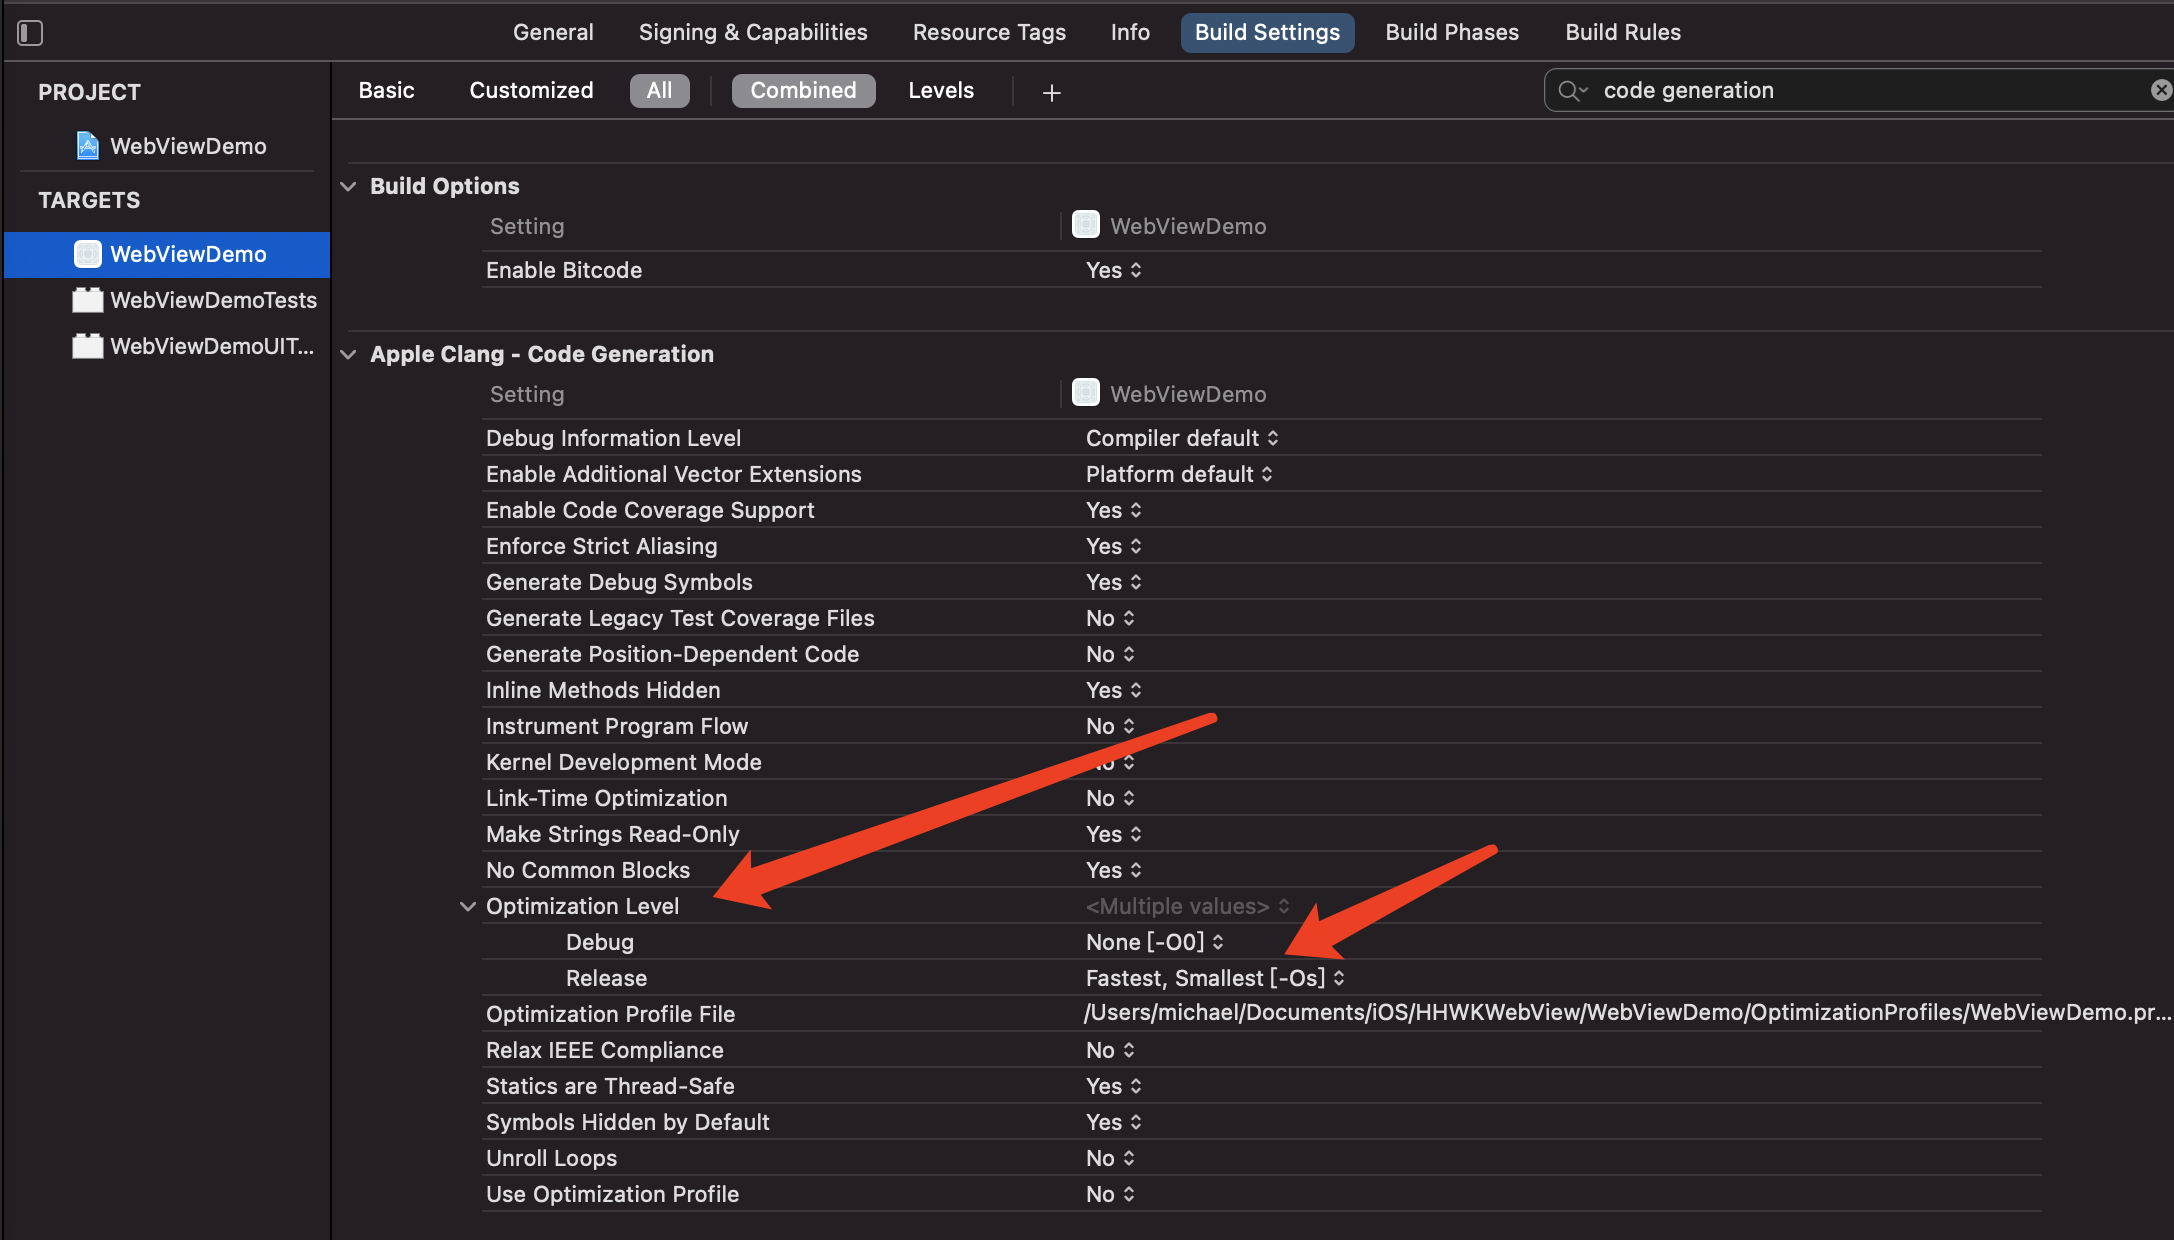 General Signing & Capabilities Resource Tags Info Build Settings Build Phases Build Rules
PROJECT
WebViewDemo
TARGETS
WebViewDemo
WebViewDemoTests
WebViewDemoUIT...
Basic Customized All Combined Levels + code generation
Build Options
Setting WebViewDemo
Enable Bitcode Yes
Apple Clang - Code Generation
Setting WebViewDemo
Debug Information Level Compiler default
Enable Additional Vector Extensions Platform default
Enable Code Coverage Support Yes
Enforce Strict Aliasing Yes
Generate Debug Symbols Yes
Generate Legacy Test Coverage Files No
Generate Position-Dependent Code No
Inline Methods Hidden Yes
Instrument Program Flow No
Kernel Development Mode No
Link-Time Optimization No
Make Strings Read-Only Yes
No Common Blocks Yes
Optimization Level <Multiple values>
Debug None [-O0]
Release Fastest, Smallest [-Os]
Optimization Profile File /Users/michael/Documents/iOS/HHWKWebView/WebViewDemo/OptimizationProfiles/WebViewDemo.pr...
Relax IEEE Compliance No
Statics are Thread-Safe Yes
Symbols Hidden by Default Yes
Unroll Loops No
Use Optimization Profile No